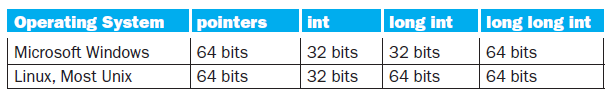 Operating System pointers int long int long long int
Microsoft Windows 64 bits 32 bits 32 bits 64 bits
Linux, Most Unix 64 bits 32 bits 64 bits 64 bits